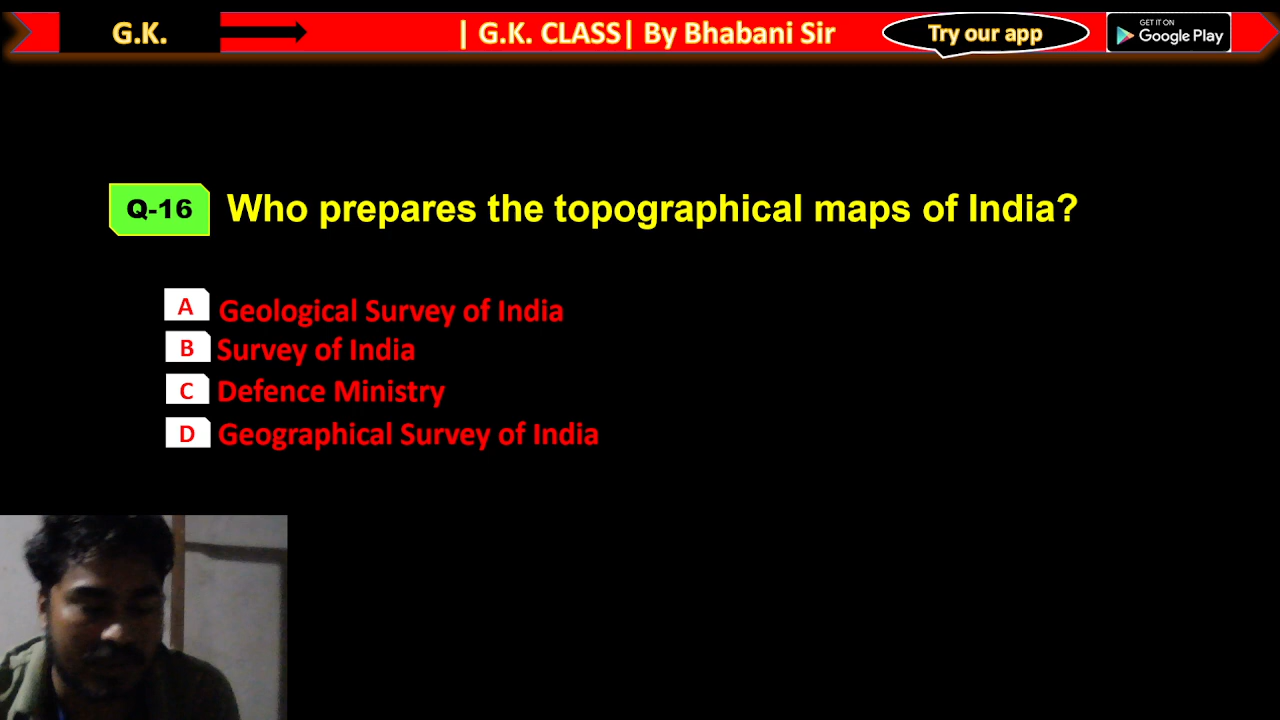 G.K.
| G.K. CLASS| By Bhabani Sir
Try our app
GET IT ON
Google Play
Q-16 Who prepares the topographical maps of India?
A Geological Survey of India
B Survey of India
C Defence Ministry
D Geographical Survey of India